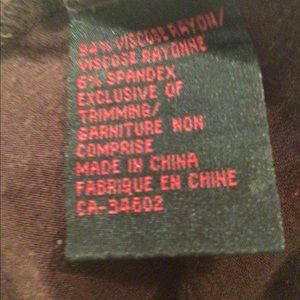 94% VISCOSE RAYON/
VISCOSE RAYONNE
6% SPANDEX
EXCLUSIVE OF
TRIMMING/
GARNITURE NON
COMPRISE
MADE IN CHINA
FABRIQUE EN CHINE
CA-34602